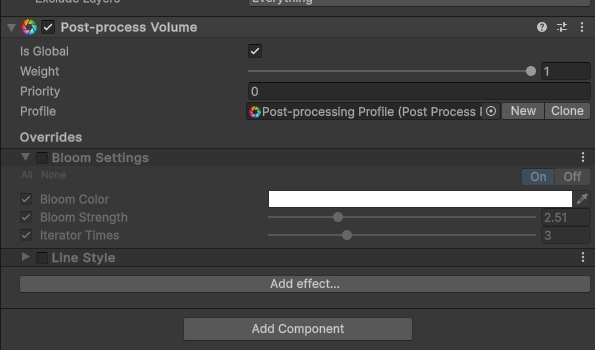 Exclude Layers Everything
Post-process Volume
Is Global
Weight 1
Priority 0
Profile Post-processing Profile (Post Process New Clone
Overrides
Bloom Settings
All None On Off
Bloom Color
Bloom Strength 2.51
Iterator Times 3
Line Style
Add effect...
Add Component